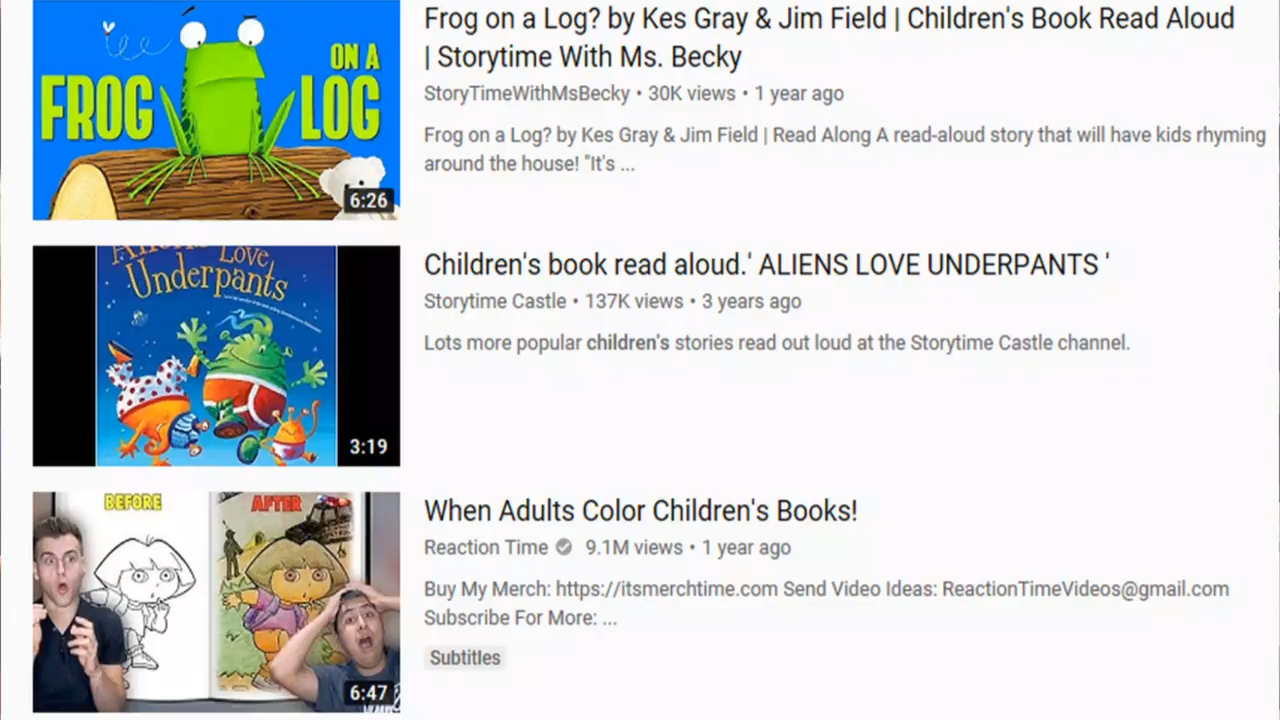 ON A
FROG LOG
6:26
Frog on a Log? by Kes Gray & Jim Field | Children's Book Read Aloud
| Storytime With Ms. Becky
StoryTimeWithMsBecky • 30K views • 1 year ago
Frog on a Log? by Kes Gray & Jim Field | Read Along A read-aloud story that will have kids rhyming
around the house! "It's ...
Aliens Love
Underpants
3:19
Children's book read aloud.' ALIENS LOVE UNDERPANTS '
Storytime Castle • 137K views • 3 years ago
Lots more popular children's stories read out loud at the Storytime Castle channel.
BEFORE AFTER
6:47
When Adults Color Children's Books!
Reaction Time 9.1M views • 1 year ago
Buy My Merch: https://itsmerchtime.com Send Video Ideas: ReactionTimeVideos@gmail.com
Subscribe For More: ...
Subtitles